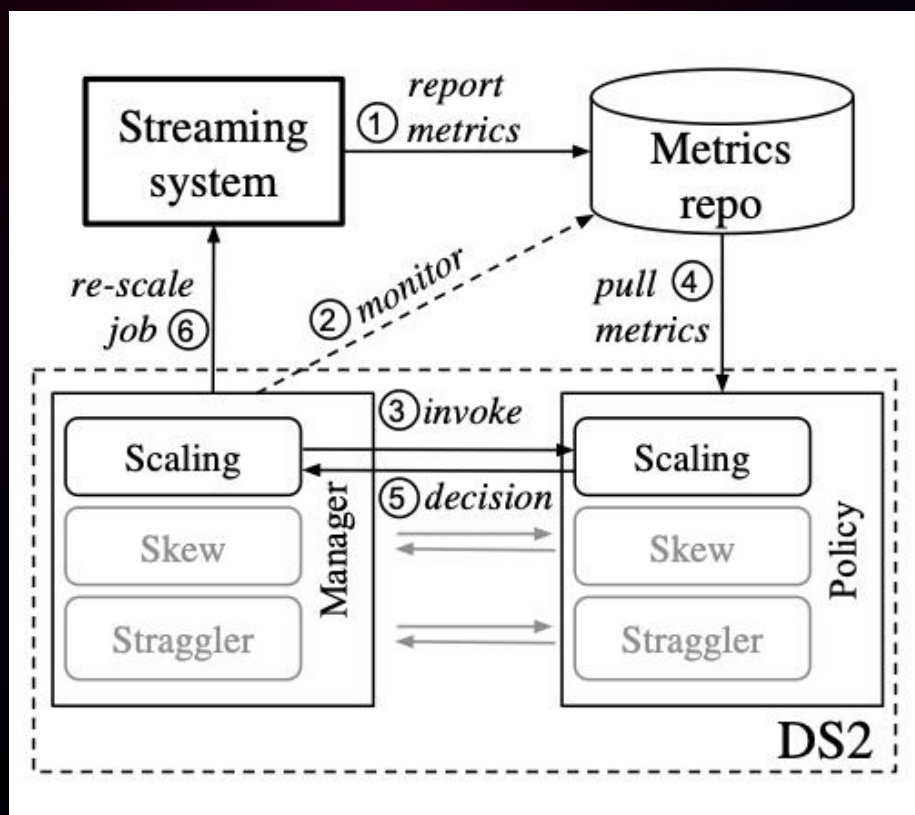 Streaming
system
① report
metrics
Metrics
repo
re-scale
job ⑥
② monitor
pull ④
metrics
③ invoke
⑤ decision
Scaling
Skew
Straggler
Manager
Scaling
Skew
Straggler
Policy
DS2